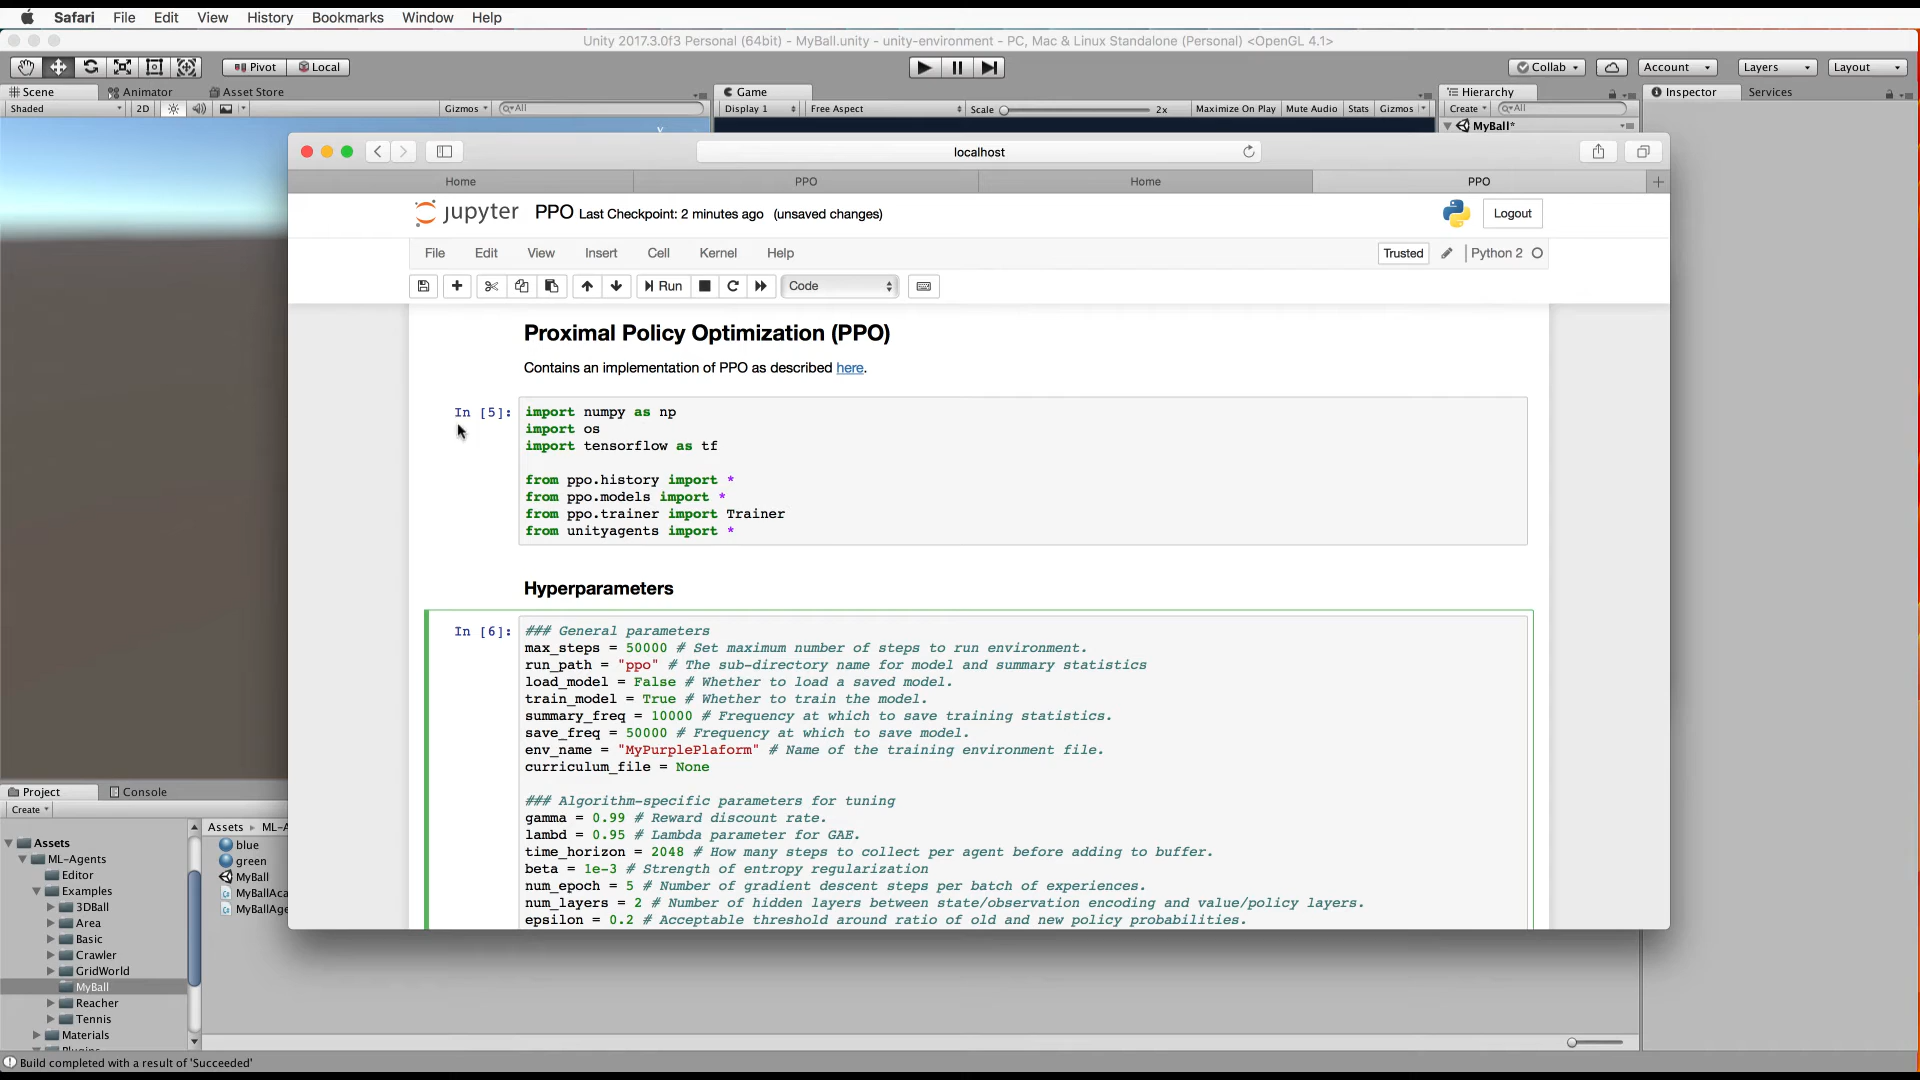 Safari File Edit View History Bookmarks Window Help
Unity 2017.3.0f3 Personal (64bit) - MyBall.unity - unity-environment - PC, Mac & Linux Standalone (Personal) <OpenGL 4.1>
Pivot Local Collab Account Layers Layout
Scene Animator Asset Store Game Hierarchy Inspector Services
Shaded 2D Gizmos All Display 1 Free Aspect Scale 2x Maximize On Play Mute Audio Stats Gizmos Create All
MyBall*
localhost
Home PPO Home PPO
jupyter PPO Last Checkpoint: 2 minutes ago (unsaved changes) Logout
File Edit View Insert Cell Kernel Help Trusted Python 2
Run Code
Proximal Policy Optimization (PPO)
Contains an implementation of PPO as described here.
In [5]: import numpy as np
import os
import tensorflow as tf
from ppo.history import *
from ppo.models import *
from ppo.trainer import Trainer
from unityagents import *
Hyperparameters
In [6]: ### General parameters
max_steps = 50000 # Set maximum number of steps to run environment.
run_path = "ppo" # The sub-directory name for model and summary statistics
load_model = False # Whether to load a saved model.
train_model = True # Whether to train the model.
summary_freq = 10000 # Frequency at which to save training statistics.
save_freq = 50000 # Frequency at which to save model.
env_name = "MyPurplePlaform" # Name of the training environment file.
curriculum_file = None
### Algorithm-specific parameters for tuning
gamma = 0.99 # Reward discount rate.
lambd = 0.95 # Lambda parameter for GAE.
time_horizon = 2048 # How many steps to collect per agent before adding to buffer.
beta = 1e-3 # Strength of entropy regularization
num_epoch = 5 # Number of gradient descent steps per batch of experiences.
num_layers = 2 # Number of hidden layers between state/observation encoding and value/policy layers.
epsilon = 0.2 # Acceptable threshold around ratio of old and new policy probabilities.
Project Console
Create
Assets
ML-Agents
Editor
Examples
3DBall
Area
Basic
Crawler
GridWorld
MyBall
Reacher
Tennis
Materials
Assets ML-A
blue
green
MyBall
MyBallAca
MyBallAge
Build completed with a result of 'Succeeded'